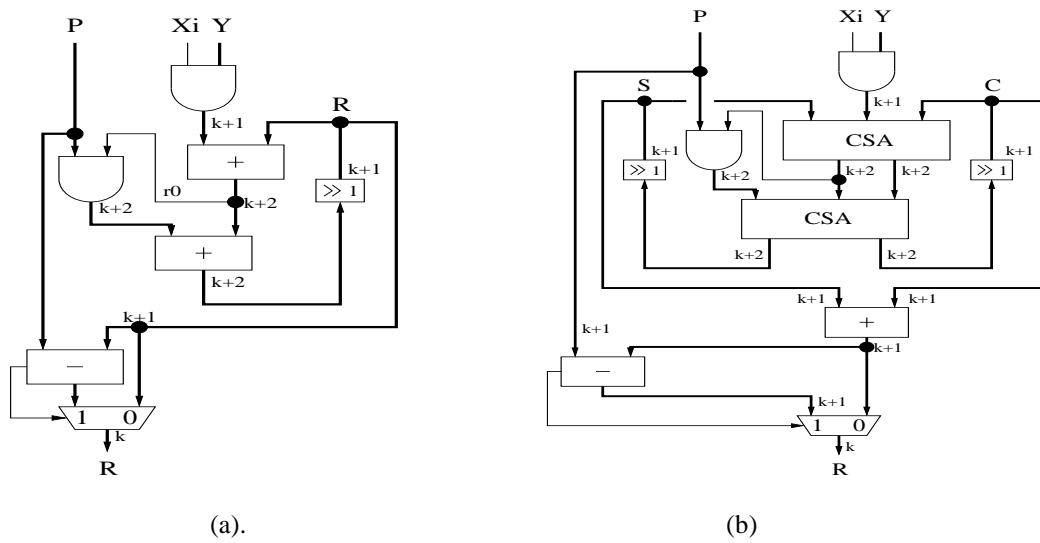 P Xi Y
R
k+1
+
k+1
>> 1
r0
k+2
k+2
+
k+2
k+1
−
1 0
k
R
(a).
P Xi Y
S C
k+1
CSA
k+1
>> 1
k+2
k+2
k+2
k+1
>> 1
CSA
k+2
k+2
k+1
k+1
+
k+1
k+1
−
k+1
1 0
k
R
(b)